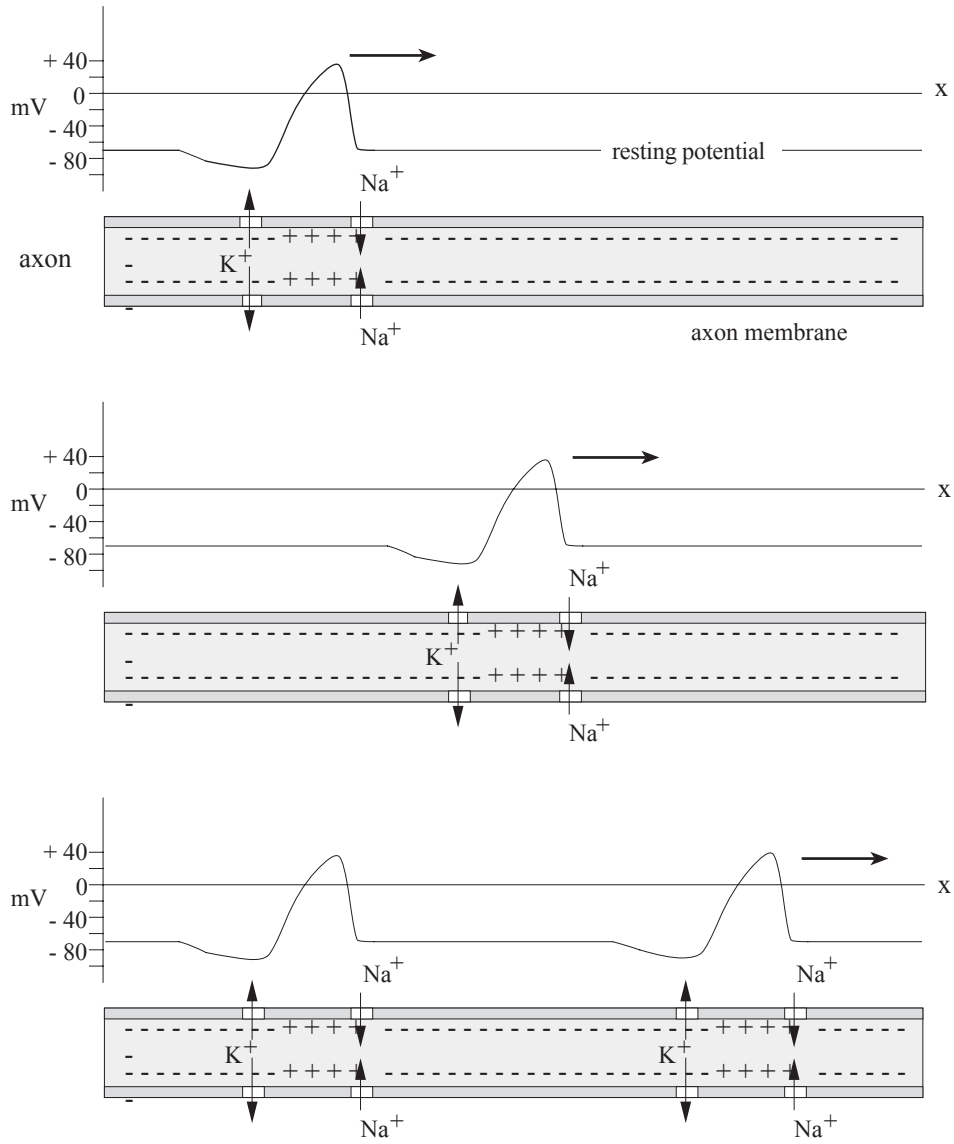 + 40
mV
0
x
- 40
- 80
resting potential
Na+
+ + + +
axon
K+
+ + + +
Na+
axon membrane
+ 40
mV
0
x
- 40
- 80
Na+
+ + + +
K+
+ + + +
Na+
+ 40
mV
0
x
- 40
- 80
Na+ Na+
+ + + + + + + +
K+ K+
+ + + + + + + +
Na+ Na+